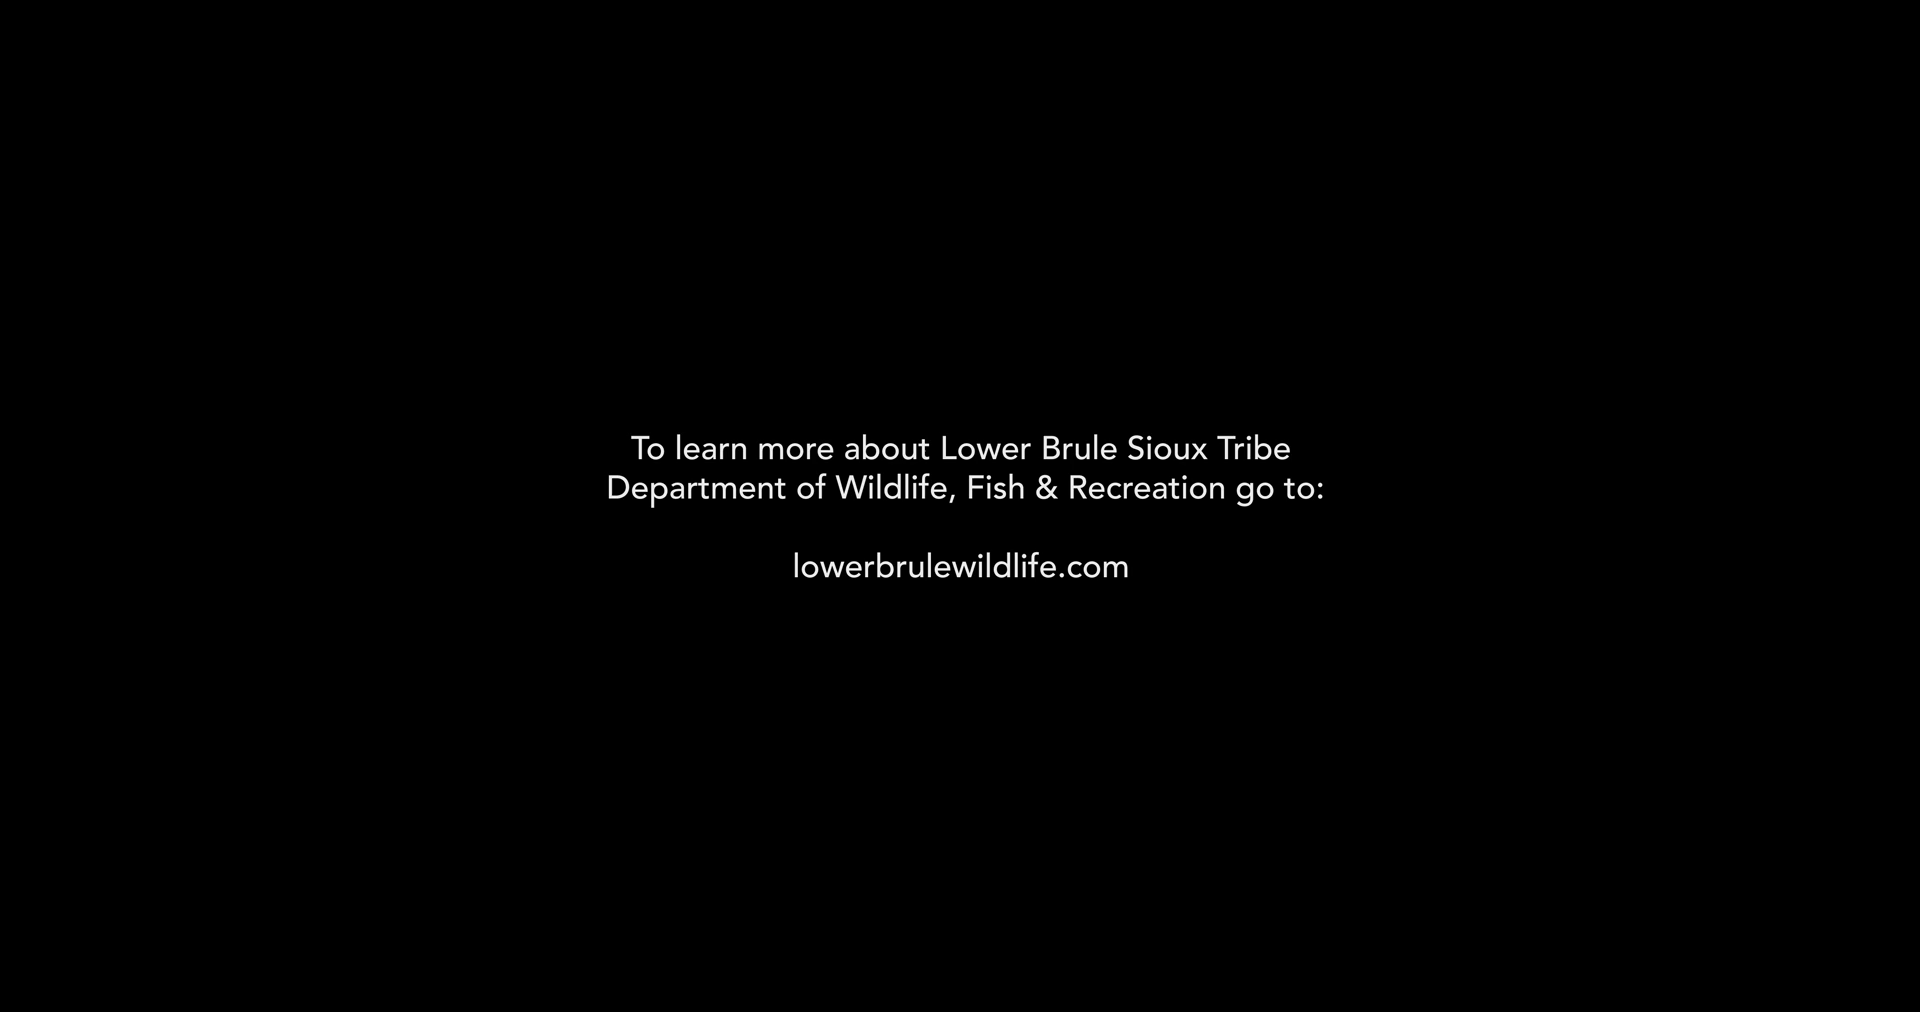 To learn more about Lower Brule Sioux Tribe
Department of Wildlife, Fish & Recreation go to:
lowerbrulewildlife.com